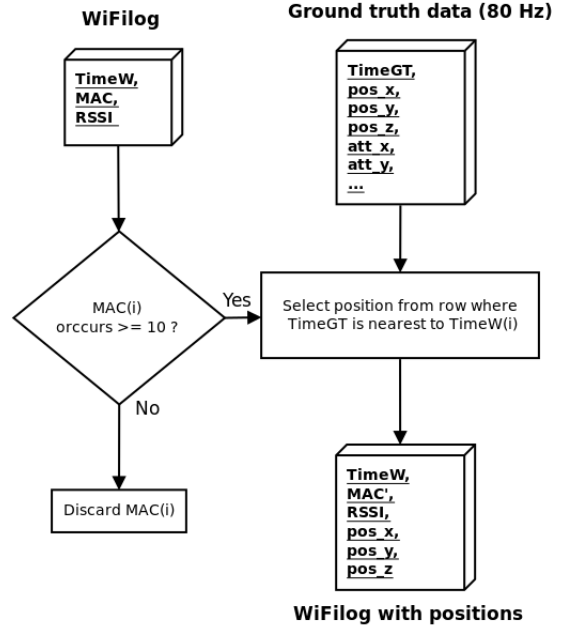 WiFilog
TimeW,
MAC,
RSSI
Ground truth data (80 Hz)
TimeGT,
pos_x,
pos_y,
pos_z,
att_x,
att_y,
...
MAC(i)
orccurs >= 10 ?
Yes
Select position from row where
TimeGT is nearest to TimeW(i)
No
Discard MAC(i)
TimeW,
MAC',
RSSI,
pos_x,
pos_y,
pos_z
WiFilog with positions